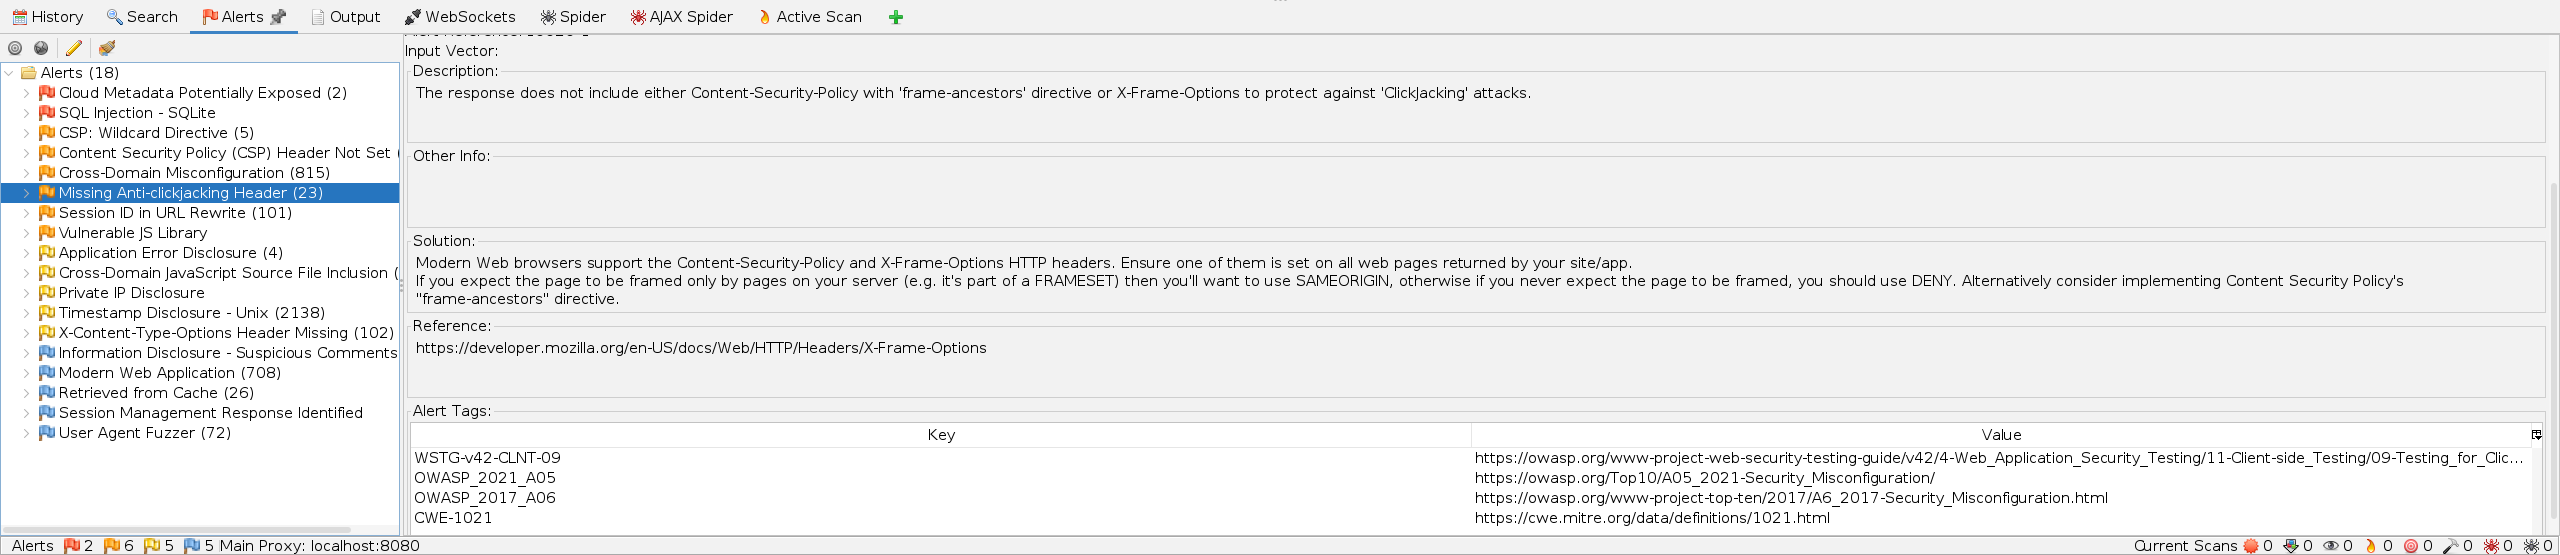 History Search Alerts Output WebSockets Spider AJAX Spider Active Scan
Alerts (18)
Cloud Metadata Potentially Exposed (2)
SQL Injection - SQLite
CSP: Wildcard Directive (5)
Content Security Policy (CSP) Header Not Set (
Cross-Domain Misconfiguration (815)
Missing Anti-clickjacking Header (23)
Session ID in URL Rewrite (101)
Vulnerable JS Library
Application Error Disclosure (4)
Cross-Domain JavaScript Source File Inclusion (
Private IP Disclosure
Timestamp Disclosure - Unix (2138)
X-Content-Type-Options Header Missing (102)
Information Disclosure - Suspicious Comments
Modern Web Application (708)
Retrieved from Cache (26)
Session Management Response Identified
User Agent Fuzzer (72)
Input Vector:
Description:
The response does not include either Content-Security-Policy with 'frame-ancestors' directive or X-Frame-Options to protect against 'ClickJacking' attacks.
Other Info:
Solution:
Modern Web browsers support the Content-Security-Policy and X-Frame-Options HTTP headers. Ensure one of them is set on all web pages returned by your site/app.
If you expect the page to be framed only by pages on your server (e.g. it's part of a FRAMESET) then you'll want to use SAMEORIGIN, otherwise if you never expect the page to be framed, you should use DENY. Alternatively consider implementing Content Security Policy's
"frame-ancestors" directive.
Reference:
https://developer.mozilla.org/en-US/docs/Web/HTTP/Headers/X-Frame-Options
Alert Tags:
Key Value
WSTG-v42-CLNT-09 https://owasp.org/www-project-web-security-testing-guide/v42/4-Web_Application_Security_Testing/11-Client-side_Testing/09-Testing_for_Clic...
OWASP_2021_A05 https://owasp.org/Top10/A05_2021-Security_Misconfiguration/
OWASP_2017_A06 https://owasp.org/www-project-top-ten/2017/A6_2017-Security_Misconfiguration.html
CWE-1021 https://cwe.mitre.org/data/definitions/1021.html
Alerts 2 6 5 5 Main Proxy: localhost:8080 Current Scans 0 0 0 0 0 0 0 0